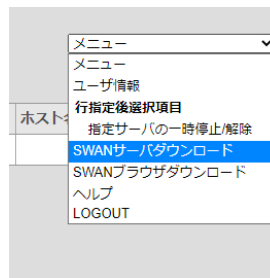 メニュー
メニュー
ユーザ情報
行指定後選択項目
指定サーバの一時停止/解除
ホスト
SWANサーバダウンロード
SWANブラウザダウンロード
ヘルプ
LOGOUT